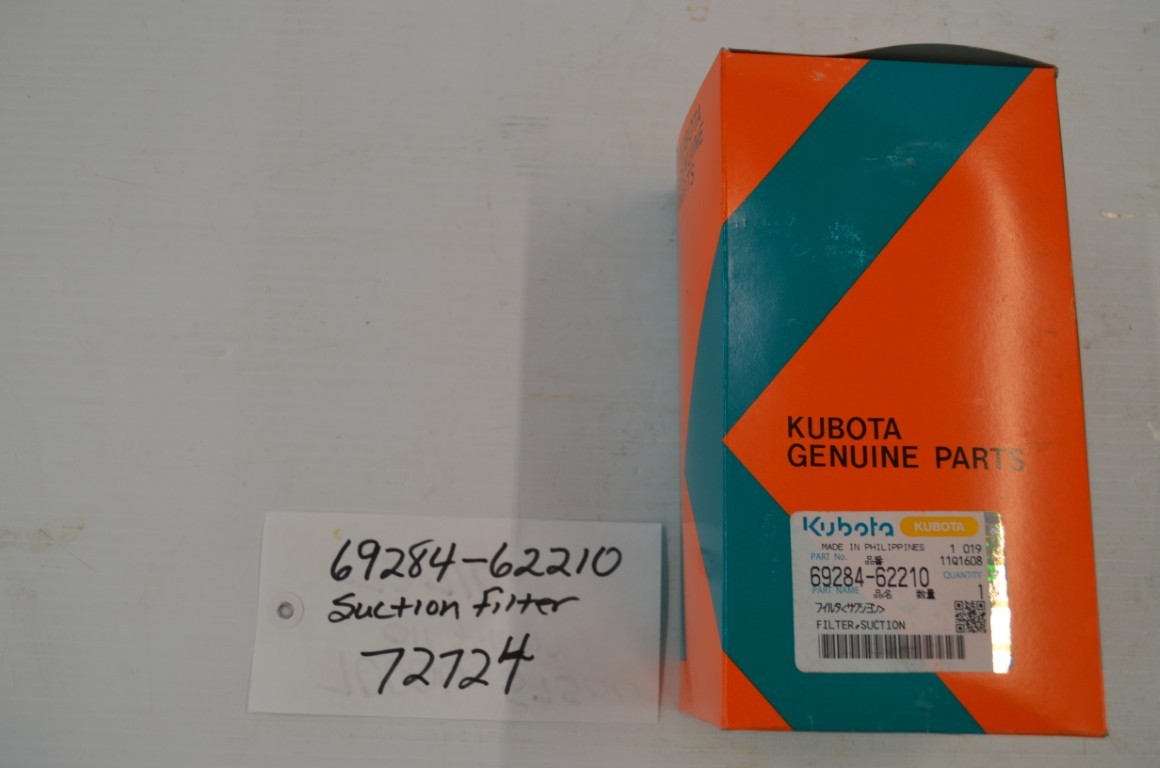 69284-62210
Suction Filter
72724
KUBOTA
GENUINE PARTS
Kubota KUBOTA
MADE IN PHILIPPINES 1 019
PART No. 品番 11Q1608
69284-62210 QUANTITY
PART NAME 品名 数量 1
フィルタ<サクション>
FILTER,SUCTION